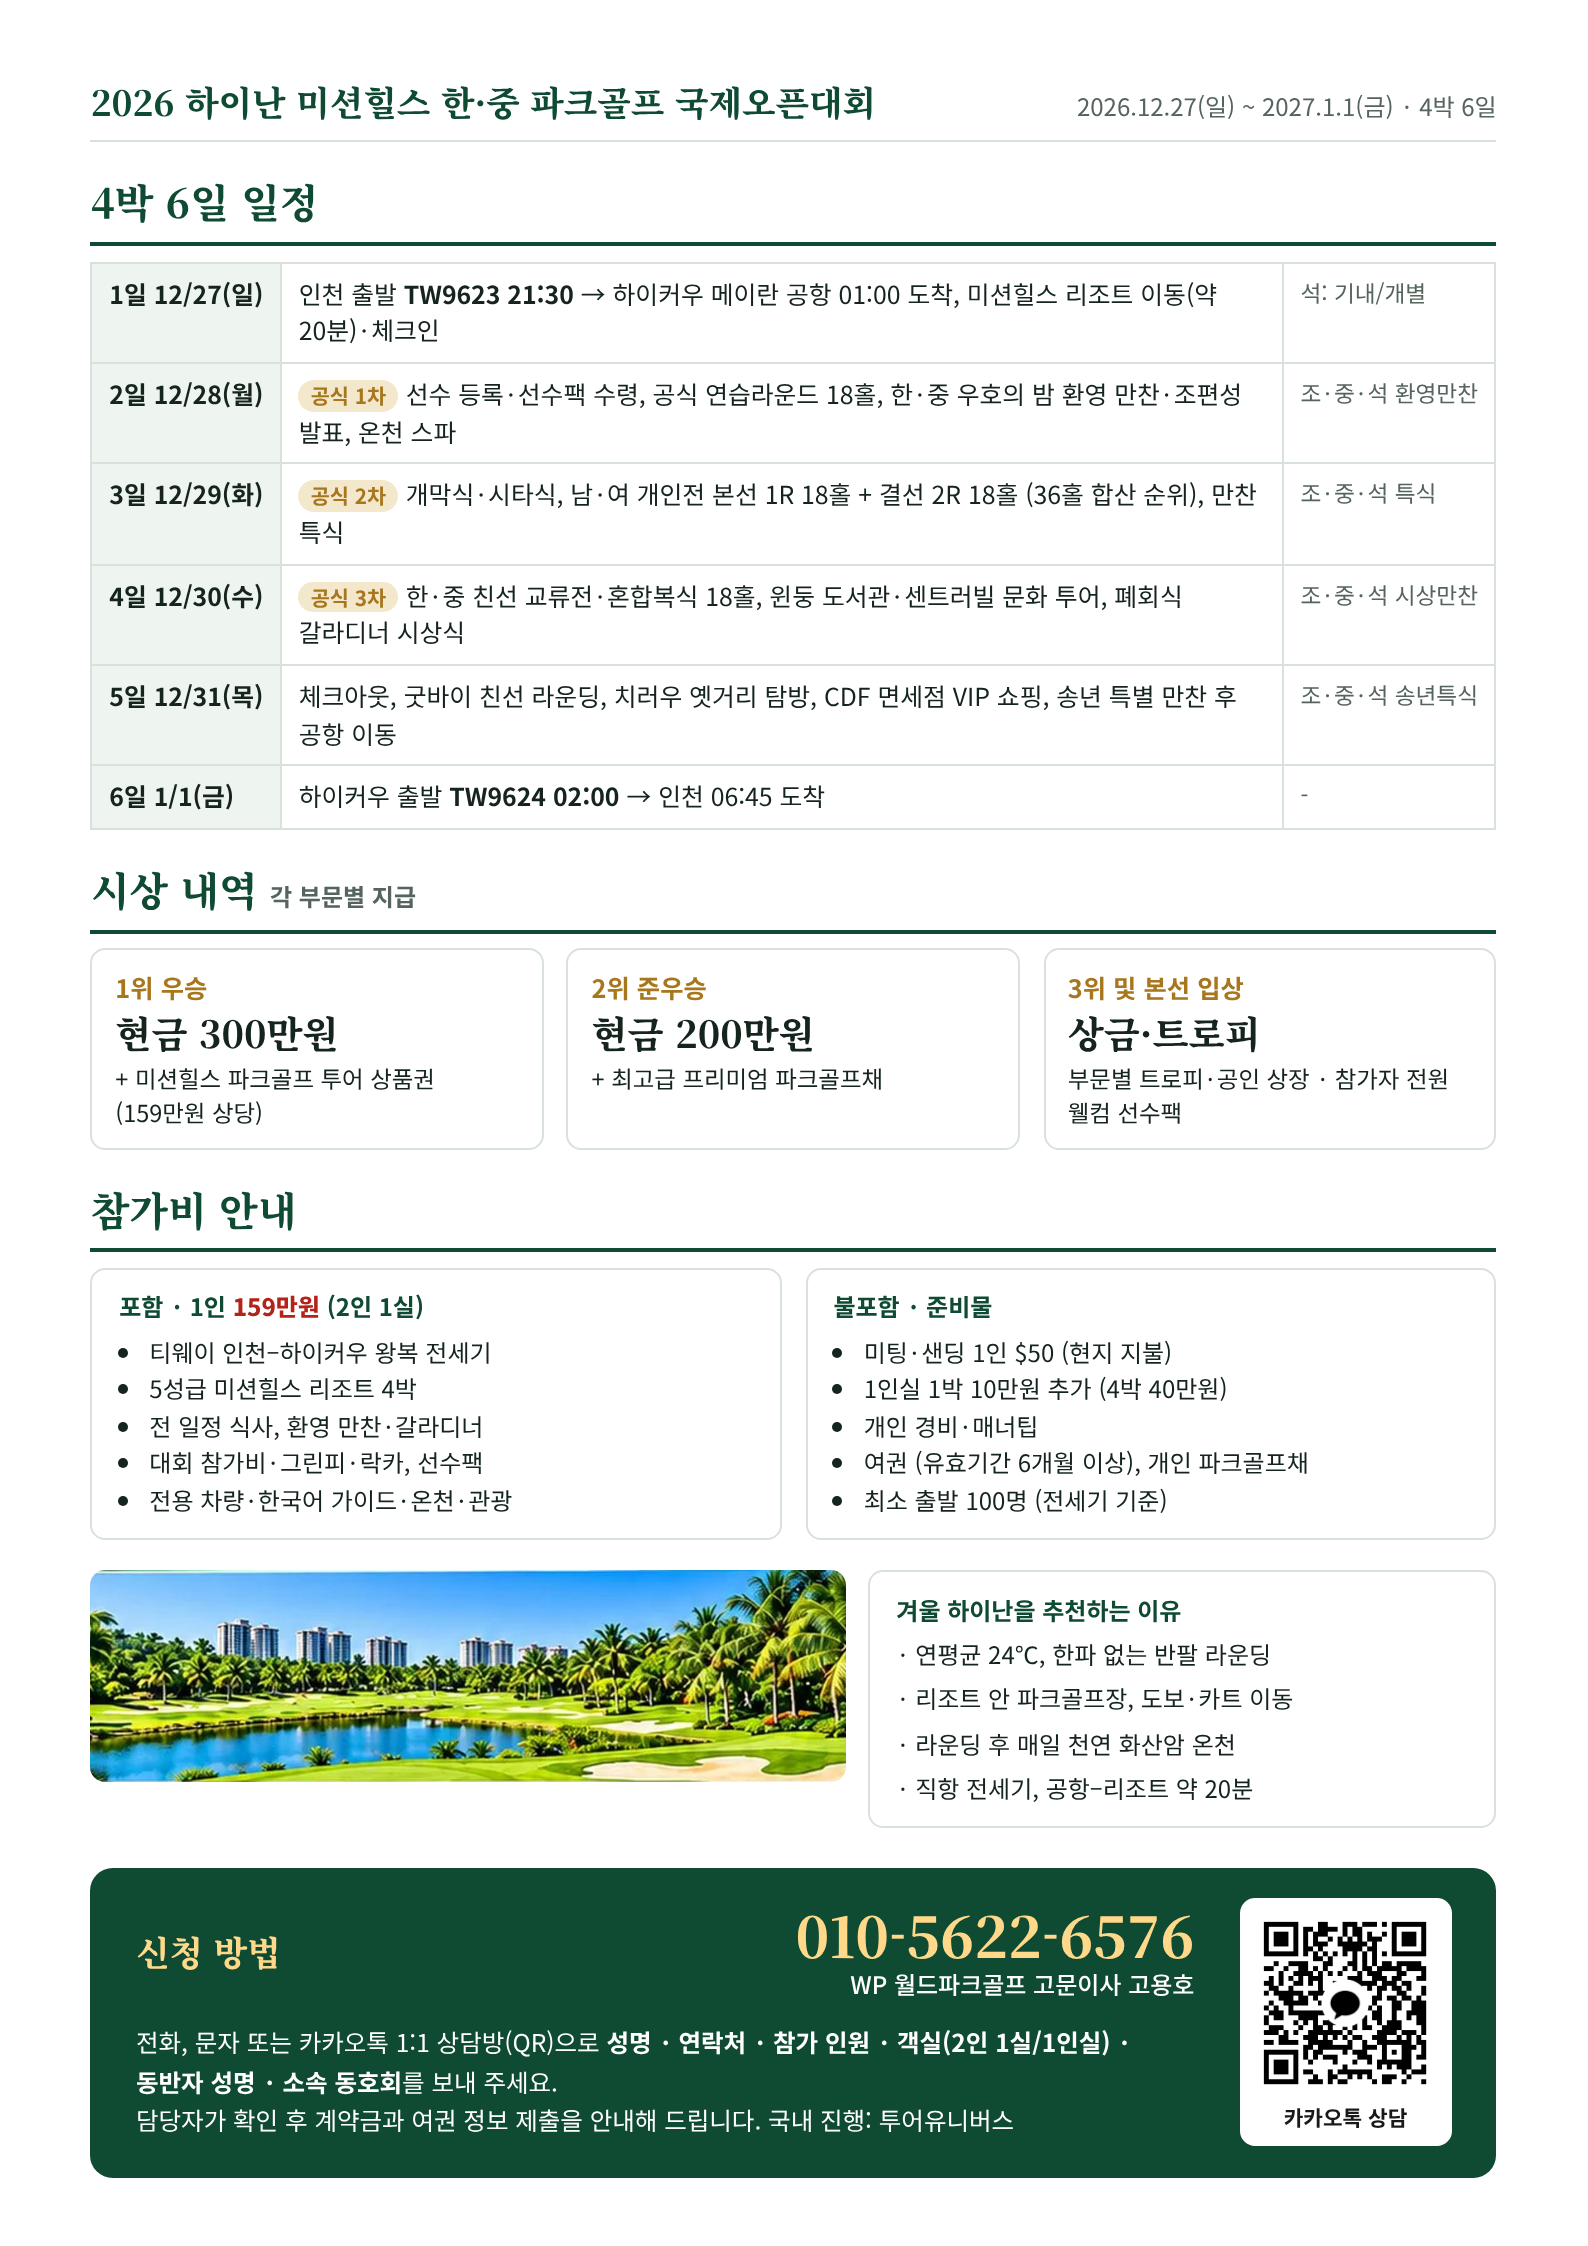 2026 하이난 미션힐스 한·중 파크골프 국제오픈대회
2026.12.27(일) ~ 2027.1.1(금) · 4박 6일
4박 6일 일정
1일 12/27(일)
인천 출발 TW9623 21:30 → 하이커우 메이란 공항 01:00 도착, 미션힐스 리조트 이동(약
20분)·체크인
석: 기내/개별
2일 12/28(월)
공식 1차 선수 등록·선수팩 수령, 공식 연습라운드 18홀, 한·중 우호의 밤 환영 만찬·조편성
발표, 온천 스파
조·중·석 환영만찬
3일 12/29(화)
공식 2차 개막식·시타식, 남·여 개인전 본선 1R 18홀 + 결선 2R 18홀 (36홀 합산 순위), 만찬
특식
조·중·석 특식
4일 12/30(수)
공식 3차 한·중 친선 교류전·혼합복식 18홀, 윈둥 도서관·센트러빌 문화 투어, 폐회식
갈라디너 시상식
조·중·석 시상만찬
5일 12/31(목)
체크아웃, 굿바이 친선 라운딩, 치러우 옛거리 탐방, CDF 면세점 VIP 쇼핑, 송년 특별 만찬 후
공항 이동
조·중·석 송년특식
6일 1/1(금)
하이커우 출발 TW9624 02:00 → 인천 06:45 도착
-
시상 내역 각 부문별 지급
1위 우승
현금 300만원
+ 미션힐스 파크골프 투어 상품권
(159만원 상당)
2위 준우승
현금 200만원
+ 최고급 프리미엄 파크골프채
3위 및 본선 입상
상금·트로피
부문별 트로피·공인 상장 · 참가자 전원
웰컴 선수팩
참가비 안내
포함 · 1인 159만원 (2인 1실)
• 티웨이 인천–하이커우 왕복 전세기
• 5성급 미션힐스 리조트 4박
• 전 일정 식사, 환영 만찬·갈라디너
• 대회 참가비·그린피·락카, 선수팩
• 전용 차량·한국어 가이드·온천·관광
불포함 · 준비물
• 미팅·샌딩 1인 $50 (현지 지불)
• 1인실 1박 10만원 추가 (4박 40만원)
• 개인 경비·매너팁
• 여권 (유효기간 6개월 이상), 개인 파크골프채
• 최소 출발 100명 (전세기 기준)
겨울 하이난을 추천하는 이유
· 연평균 24℃, 한파 없는 반팔 라운딩
· 리조트 안 파크골프장, 도보·카트 이동
· 라운딩 후 매일 천연 화산암 온천
· 직항 전세기, 공항–리조트 약 20분
신청 방법
010-5622-6576
WP 월드파크골프 고문이사 고용호
전화, 문자 또는 카카오톡 1:1 상담방(QR)으로 성명 · 연락처 · 참가 인원 · 객실(2인 1실/1인실) ·
동반자 성명 · 소속 동호회를 보내 주세요.
담당자가 확인 후 계약금과 여권 정보 제출을 안내해 드립니다. 국내 진행: 투어유니버스
카카오톡 상담